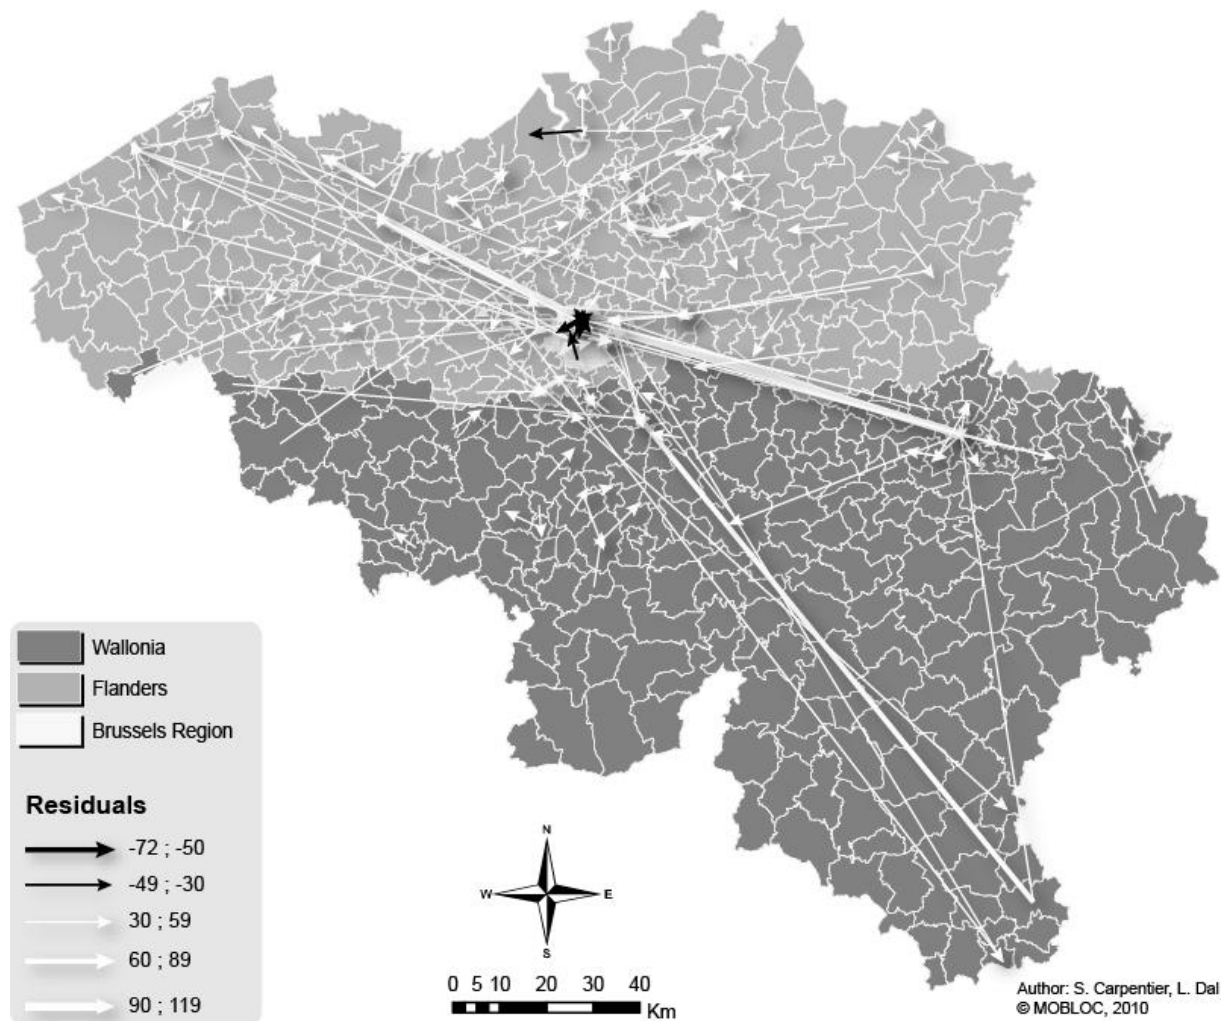 Wallonia
Flanders
Brussels Region
Residuals
-72 ; -50
-49 ; -30
30 ; 59
60 ; 89
90 ; 119
N
W E
S
0 5 10 20 30 40
Km
Author: S. Carpentier, L. Dal
© MOBLOC, 2010